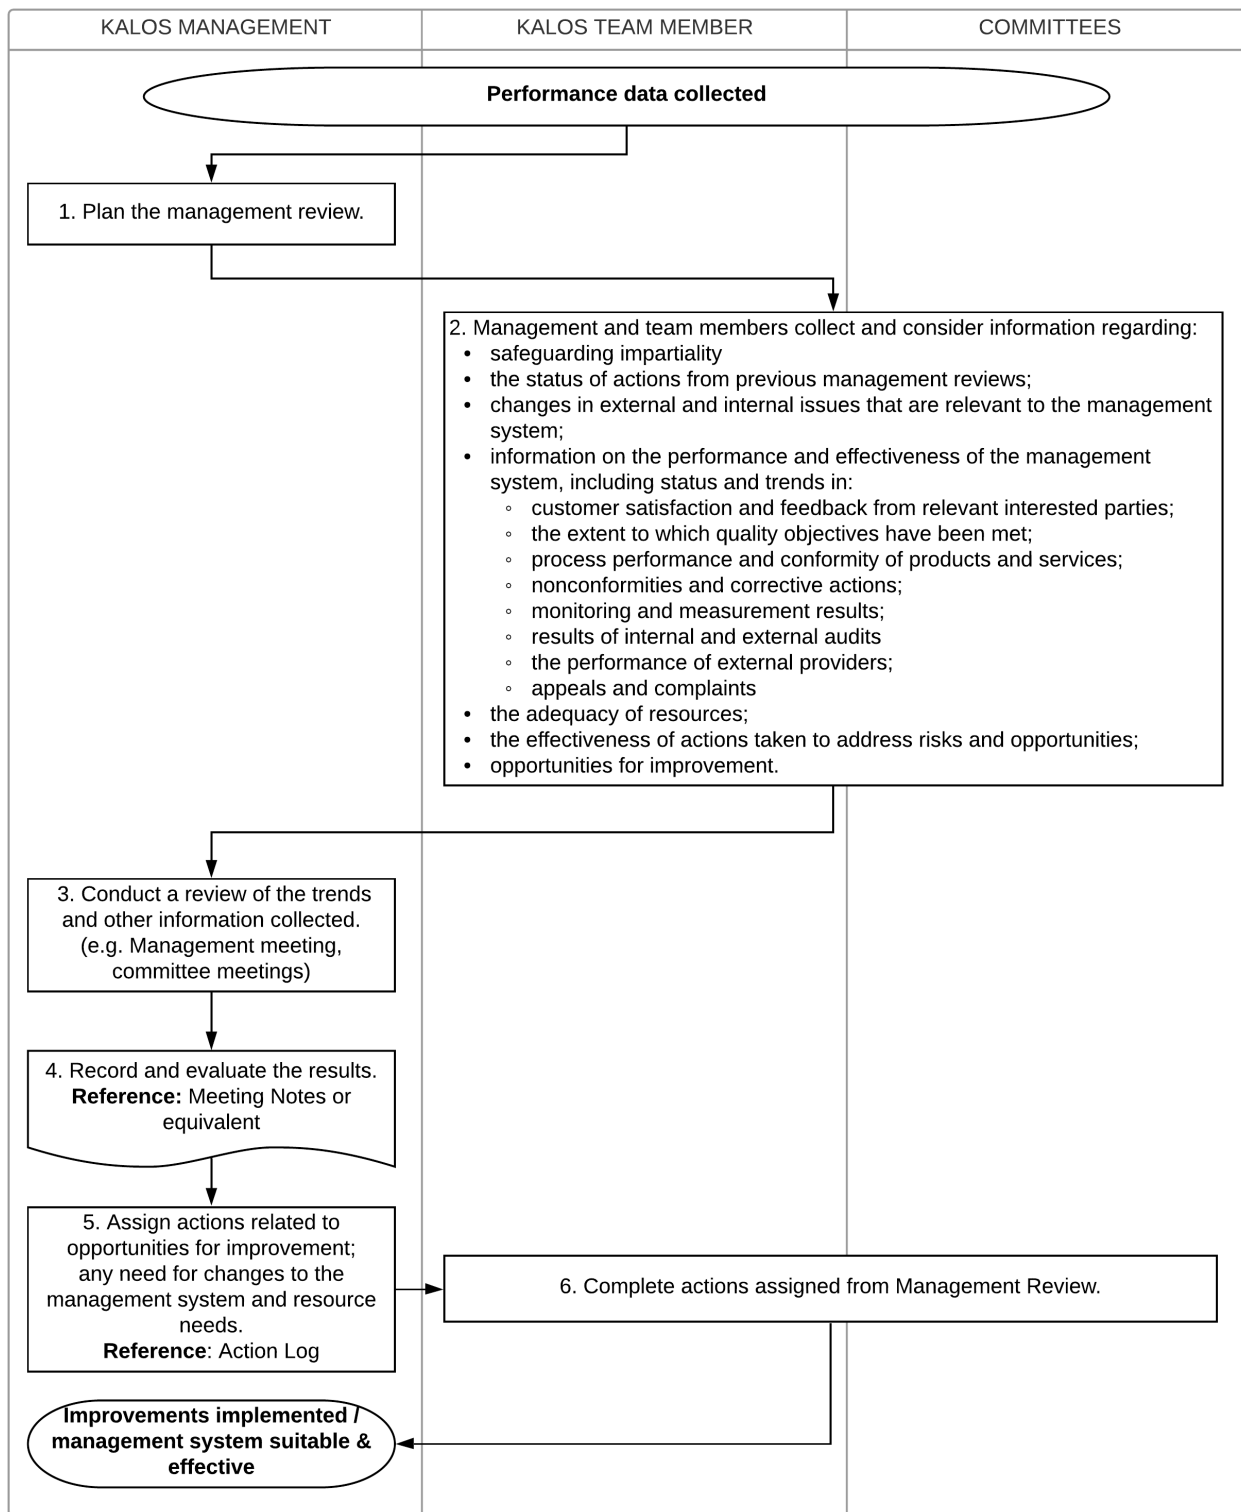 KALOS MANAGEMENT
KALOS TEAM MEMBER
COMMITTEES
Performance data collected
1. Plan the management review.
2. Management and team members collect and consider information regarding:
• safeguarding impartiality
• the status of actions from previous management reviews;
• changes in external and internal issues that are relevant to the management
system;
• information on the performance and effectiveness of the management
system, including status and trends in:
◦ customer satisfaction and feedback from relevant interested parties;
◦ the extent to which quality objectives have been met;
◦ process performance and conformity of products and services;
◦ nonconformities and corrective actions;
◦ monitoring and measurement results;
◦ results of internal and external audits
◦ the performance of external providers;
◦ appeals and complaints
• the adequacy of resources;
• the effectiveness of actions taken to address risks and opportunities;
• opportunities for improvement.
3. Conduct a review of the trends
and other information collected.
(e.g. Management meeting,
committee meetings)
4. Record and evaluate the results.
Reference: Meeting Notes or
equivalent
5. Assign actions related to
opportunities for improvement;
any need for changes to the
management system and resource
needs.
Reference: Action Log
6. Complete actions assigned from Management Review.
Improvements implemented /
management system suitable &
effective